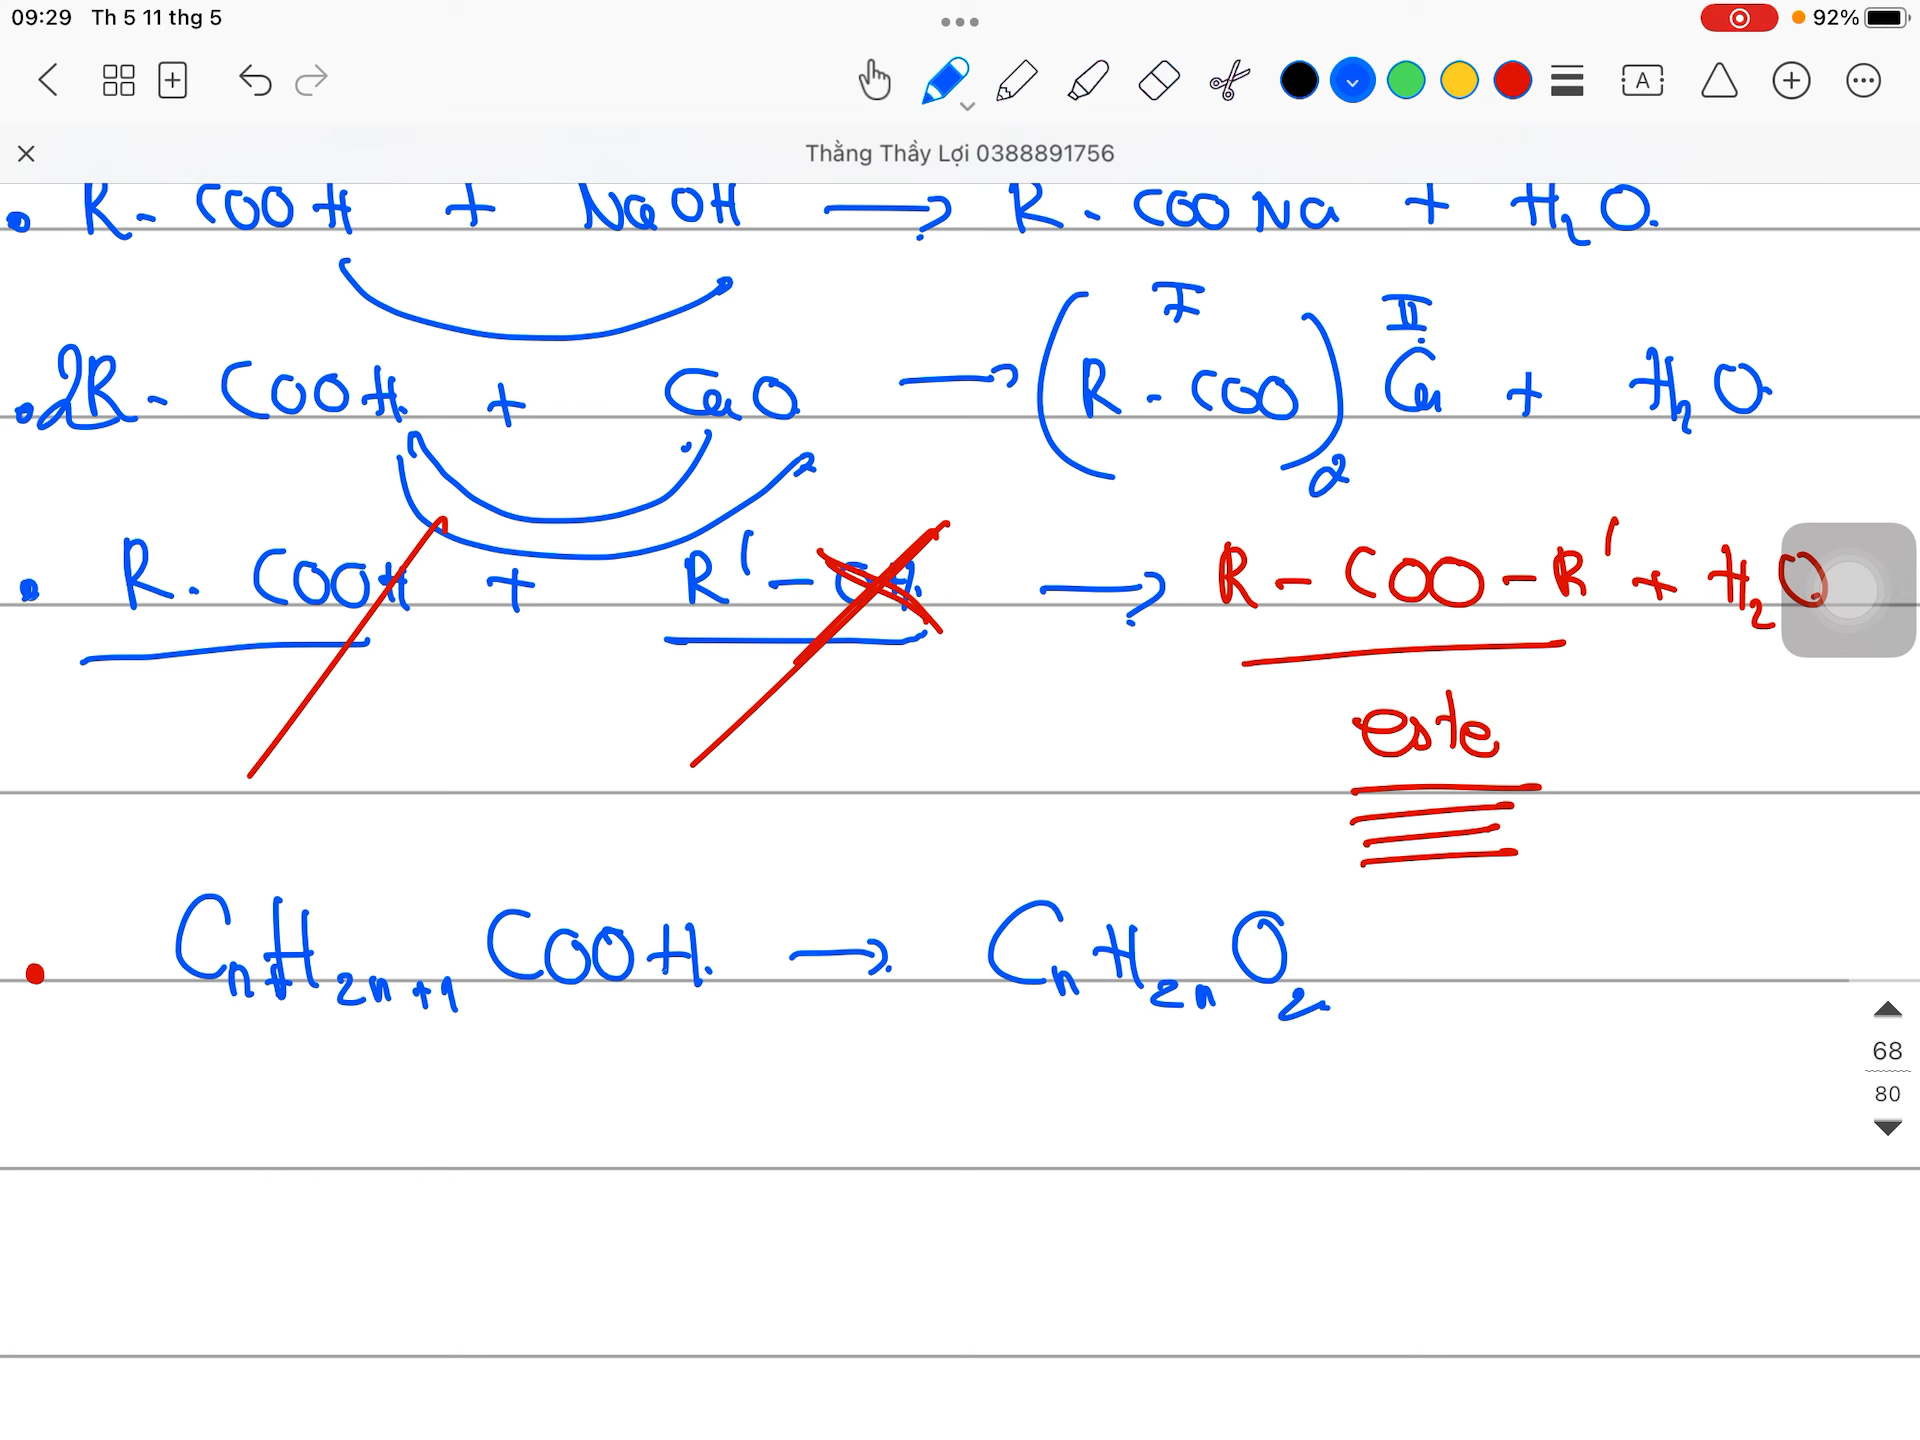 09:29 Th 5 11 thg 5 92%
A
Thằng Thầy Lợi 0388891756
R - COOH + NaOH → R - COONa + H₂O.
I II
2R - COOH + CaO → (R - COO)₂ Ca + H₂O
R - COOH + R' - OH → R - COO - R' + H₂O
este
CₙH₂ₙ₊₁COOH → CₙH₂ₙO₂
68
80